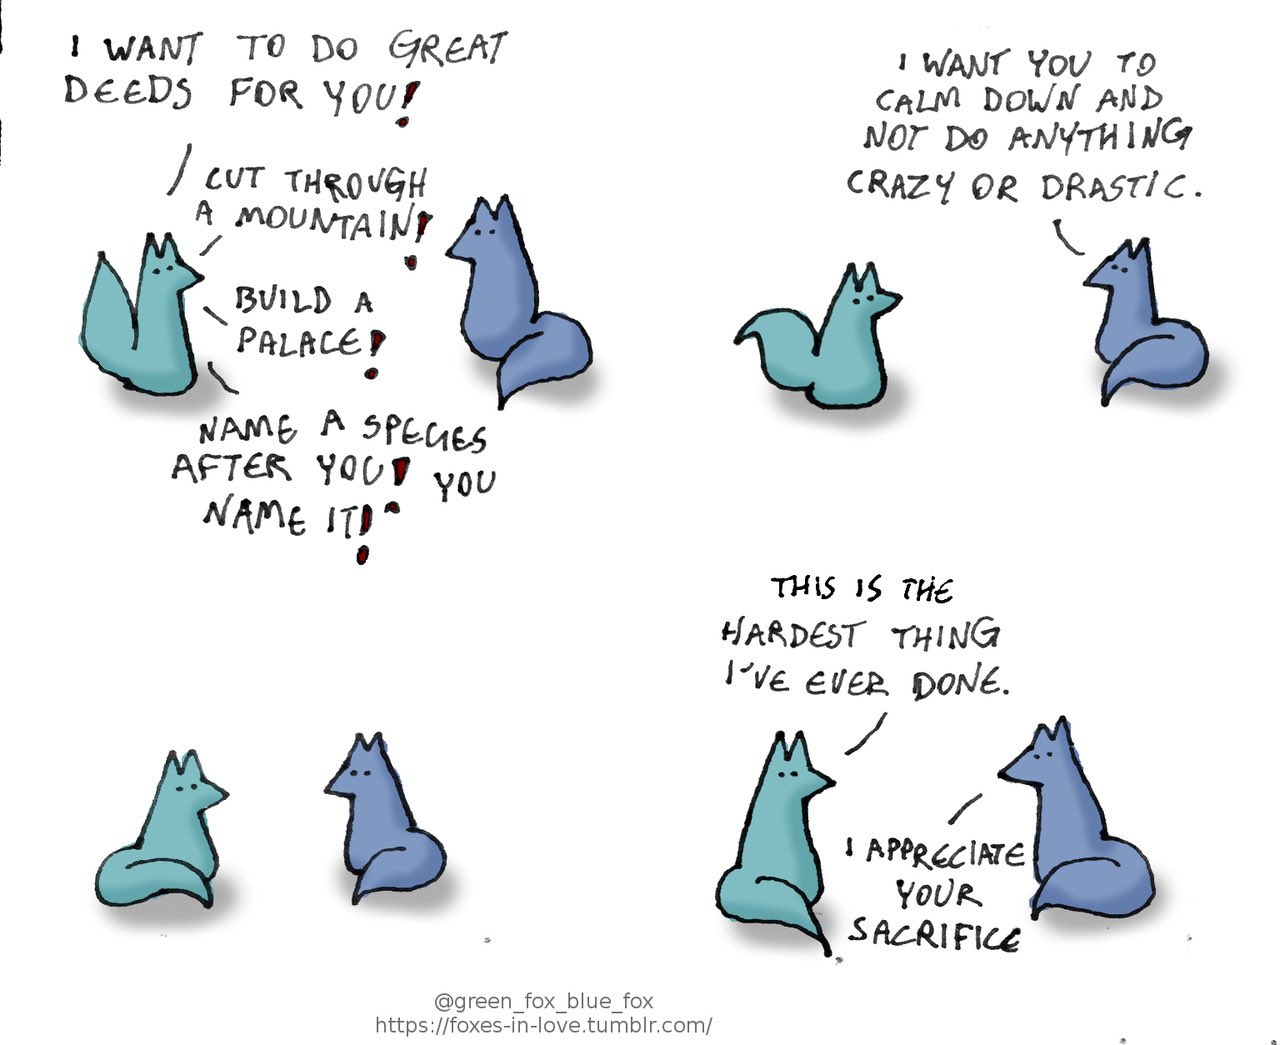 I WANT TO DO GREAT
DEEDS FOR YOU!
CUT THROUGH
A MOUNTAIN!
BUILD A
PALACE!
NAME A SPECIES
AFTER YOU! YOU
NAME IT!
I WANT YOU TO
CALM DOWN AND
NOT DO ANYTHING
CRAZY OR DRASTIC.
THIS IS THE
HARDEST THING
I'VE EVER DONE.
I APPRECIATE
YOUR
SACRIFICE
@green_fox_blue_fox
https://foxes-in-love.tumblr.com/